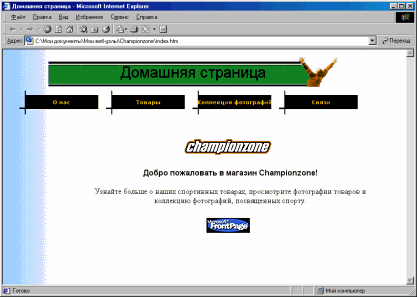 Домашняя страница - Microsoft Internet Explorer
Файл Правка Вид Избранное Сервис Справка
Адрес C:\Мои документы\Мои веб-узлы\Championzone\index.htm Переход
Домашняя страница
О нас Товары Коллекция фотографий Связи
championzone
Добро пожаловать в магазин Championzone!
Узнайте больше о наших спортивных товарах, просмотрите фотографии товаров и
коллекцию фотографий, посвященных спорту.
Microsoft
FrontPage
Готово Мой компьютер